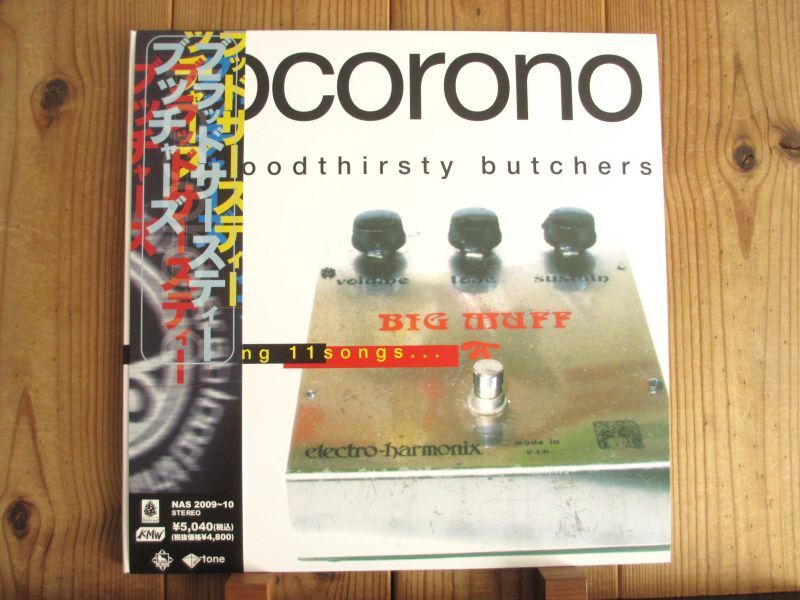 ocorono
oodthirsty butchers
ブラッドサースティー
ブッチャーズ
volume tone sustain
BIG MUFF
π
ng 11songs...
electro-harmonix
made in
U.S.A.
NAS 2009~10
STEREO
¥5,040(税込)
(税抜価格¥4,800)
KMW
tone